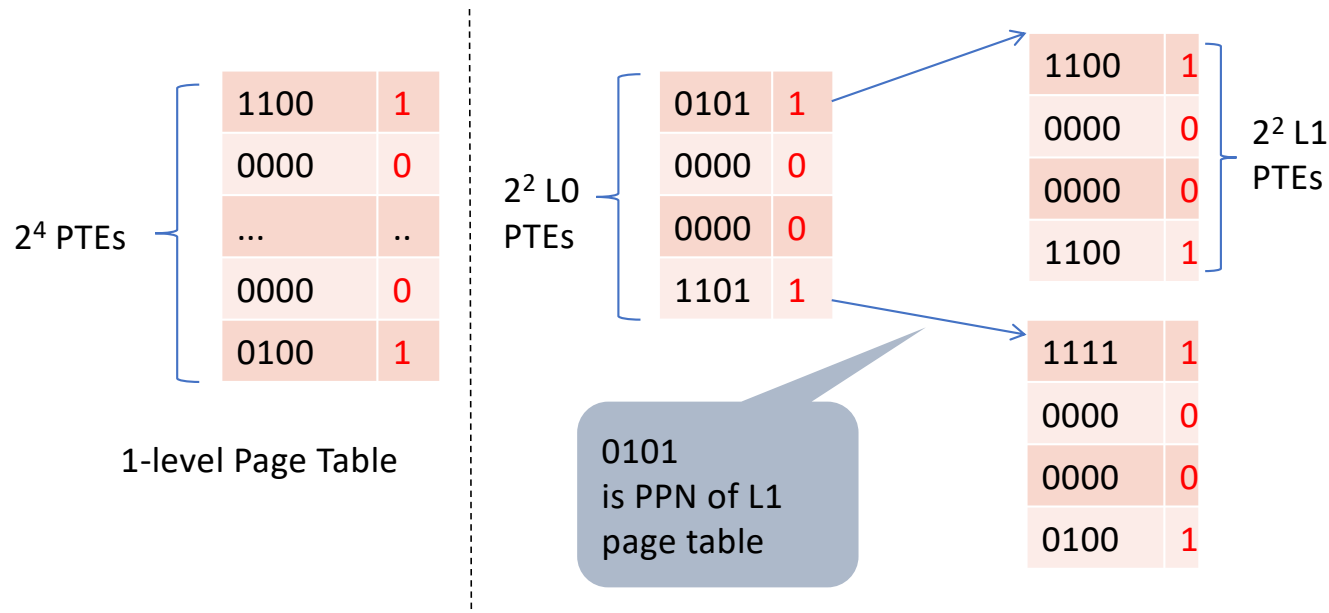 2⁴ PTEs
1100 1
0000 0
... ..
0000 0
0100 1
1-level Page Table
2² L0
PTEs
0101 1
0000 0
0000 0
1101 1
1100 1
0000 0
0000 0
1100 1
2² L1
PTEs
1111 1
0000 0
0000 0
0100 1
0101
is PPN of L1
page table